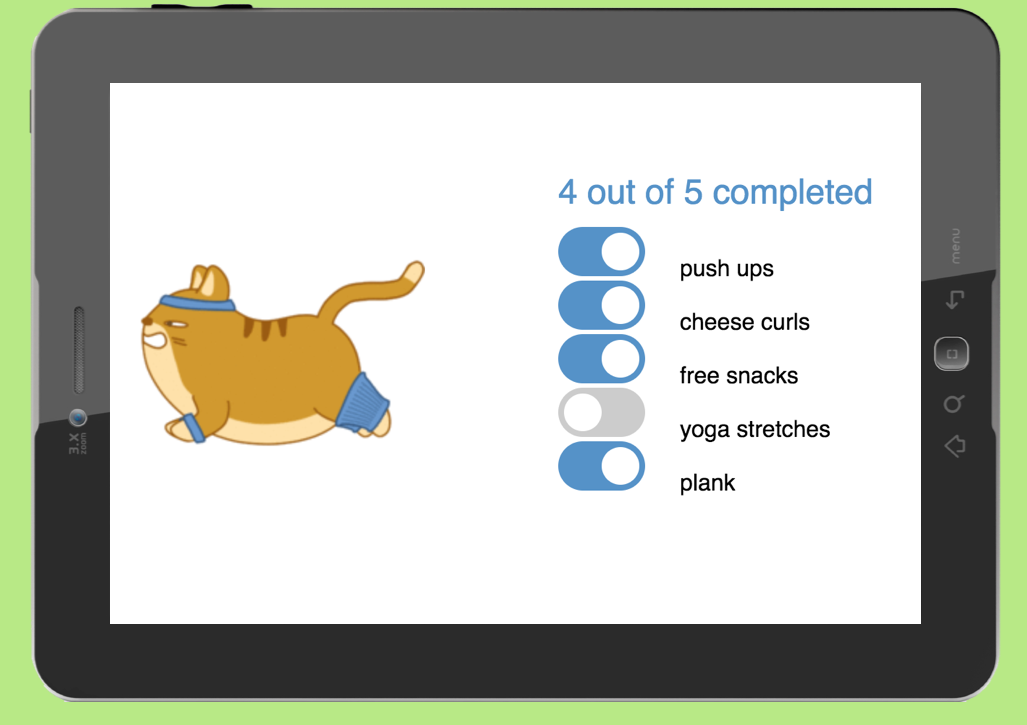 4 out of 5 completed
push ups
cheese curls
free snacks
yoga stretches
plank
menu
3.X
zoom